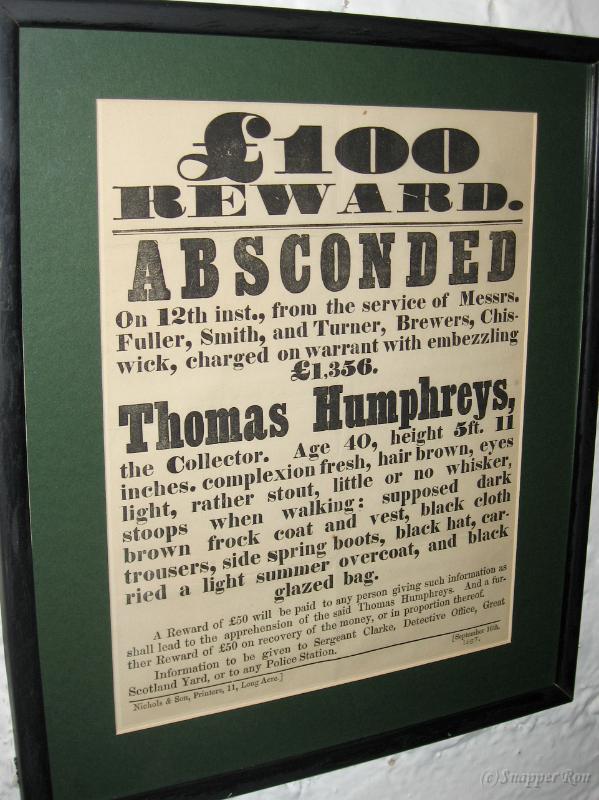 £100
REWARD.
ABSCONDED
On 12th inst., from the service of Messrs.
Fuller, Smith, and Turner, Brewers, Chis-
wick, charged on warrant with embezzling
£1,356.
Thomas Humphreys,
the Collector. Age 40, height 5ft. 11
inches. complexion fresh, hair brown, eyes
light, rather stout, little or no whisker,
stoops when walking: supposed dark
brown frock coat and vest, black cloth
trousers, side spring boots, black hat, car-
ried a light summer overcoat, and black
glazed bag.
A Reward of £50 will be paid to any person giving such information as
shall lead to the apprehension of the said Thomas Humphreys. And a fur-
ther Reward of £50 on recovery of the money, or in proportion thereof.
Information to be given to Sergeant Clarke, Detective Office, Great
Scotland Yard, or to any Police Station.
Nichols & Son, Printers, 11, Long Acre.]
[September 16th.
(c)Snapper Ron